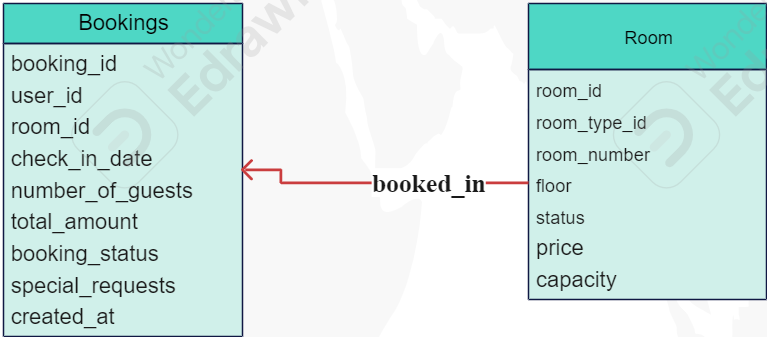 Bookings
booking_id
user_id
room_id
check_in_date
number_of_guests
total_amount
booking_status
special_requests
created_at
booked_in
Room
room_id
room_type_id
room_number
floor
status
price
capacity